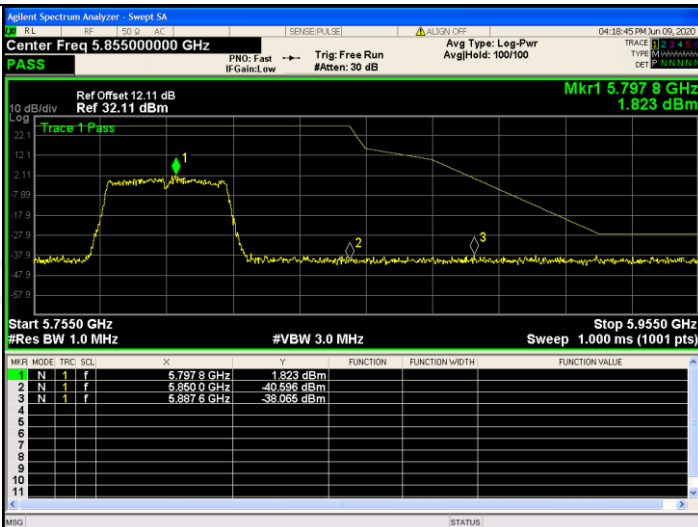 Agilent Spectrum Analyzer - Swept SA
RL RF 50 Ω AC SENSE:PULSE ALIGN OFF 04:18:45 PM Jun 09, 2020
Center Freq 5.855000000 GHz
PASS
PNO: Fast
IFGain:Low
Trig: Free Run
#Atten: 30 dB
Avg Type: Log-Pwr
Avg|Hold: 100/100
TRACE 1 2 3 4 5
TYPE M
DET P N N N N
Mkr1 5.797 8 GHz
1.823 dBm
Ref Offset 12.11 dB
10 dB/div Ref 32.11 dBm
Log
Trace 1 Pass
22.1
12.1
2.11
-7.89
-17.9
-27.9
-37.9
-47.9
-57.9
1
2
3
Start 5.7550 GHz Stop 5.9550 GHz
#Res BW 1.0 MHz #VBW 3.0 MHz Sweep 1.000 ms (1001 pts)
MKR MODE TRC SCL X Y FUNCTION FUNCTION WIDTH FUNCTION VALUE
1 N 1 f 5.797 8 GHz 1.823 dBm
2 N 1 f 5.850 0 GHz -40.596 dBm
3 N 1 f 5.887 6 GHz -38.065 dBm
4
5
6
7
8
9
10
11
MSG STATUS